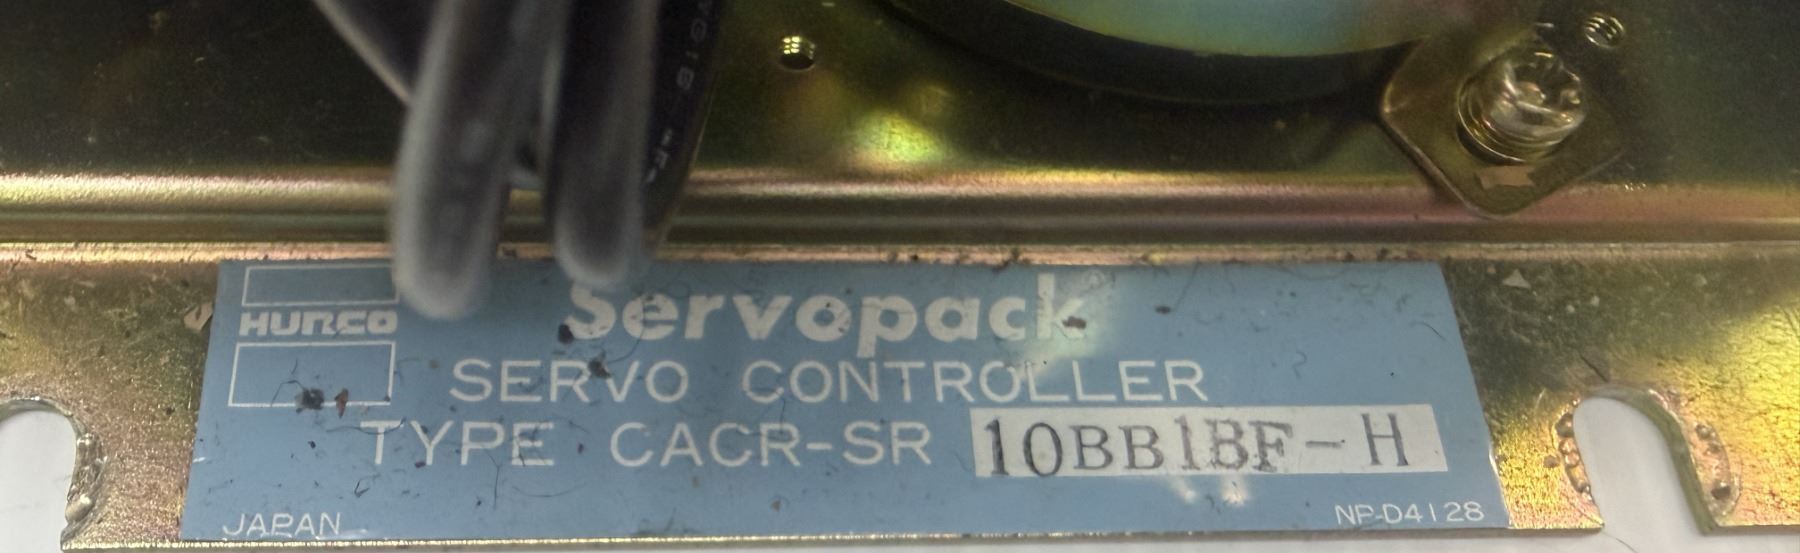 HURCO
Servopack®
SERVO CONTROLLER
TYPE CACR-SR 10BB1BF-H
JAPAN
NP-D4128